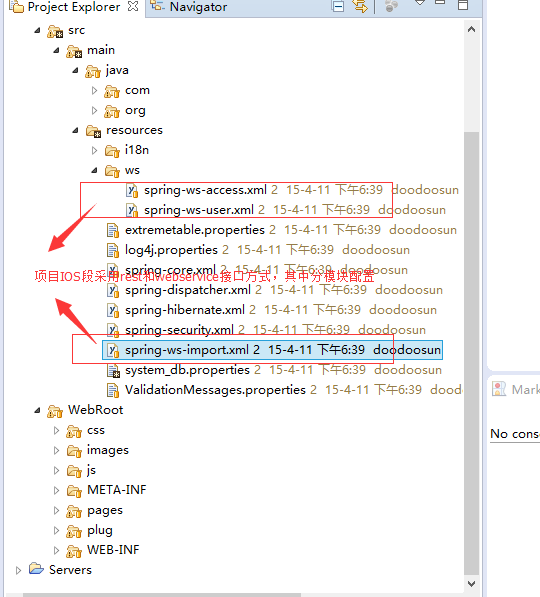 Project Explorer
Navigator
src
main
java
com
org
resources
i18n
ws
spring-ws-access.xml 2 15-4-11 下午6:39 doodoosun
spring-ws-user.xml 2 15-4-11 下午6:39 doodoosun
extremetable.properties 2 15-4-11 下午6:39 doodo
log4j.properties 2 15-4-11 下午6:39 doodoosun
spring-core.xml 2 15-4-11 下午6:39 doodoosun
项目IOS段采用rest和webservice接口方式，其中分模块配置
spring-dispatcher.xml 2 15-4-11 下午6:39 doodoosu
spring-hibernate.xml 2 15-4-11 下午6:39 doodoosun
spring-security.xml 2 15-4-11 下午6:39 doodoosun
spring-ws-import.xml 2 15-4-11 下午6:39 doodoosun
system_db.properties 2 15-4-11 下午6:39 doodoosu
ValidationMessages.properties 2 15-4-11 下午6:39
WebRoot
css
images
js
META-INF
pages
plug
WEB-INF
Servers
Mark
No cons